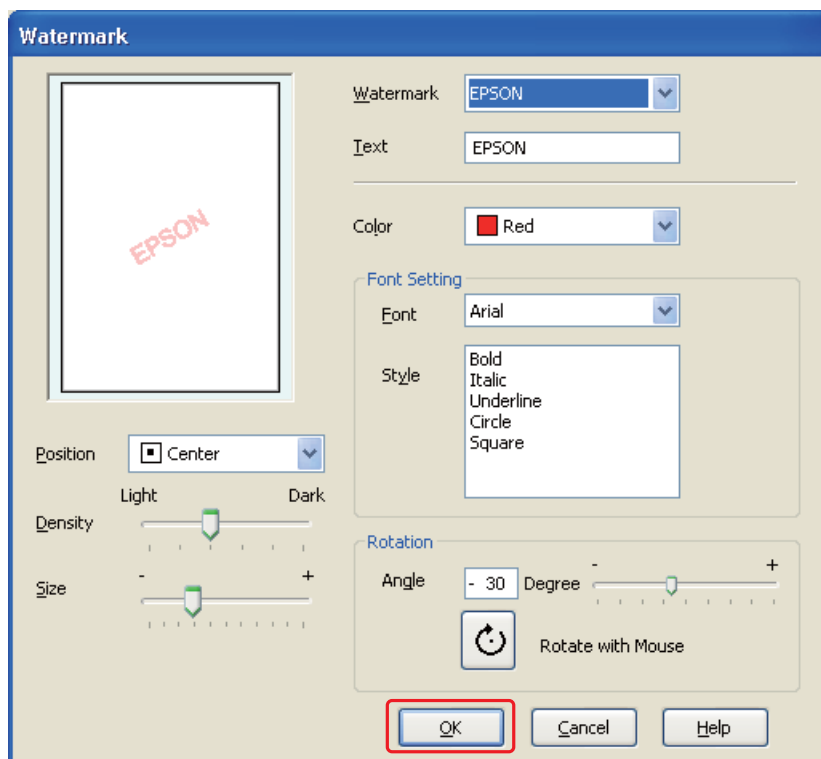 Watermark
EPSON
Watermark EPSON
Text EPSON
Color Red
Font Setting
Font Arial
Style
Bold
Italic
Underline
Circle
Square
Position Center
Light Dark
Density
Size - +
Rotation
Angle - 30 Degree - +
Rotate with Mouse
OK Cancel Help